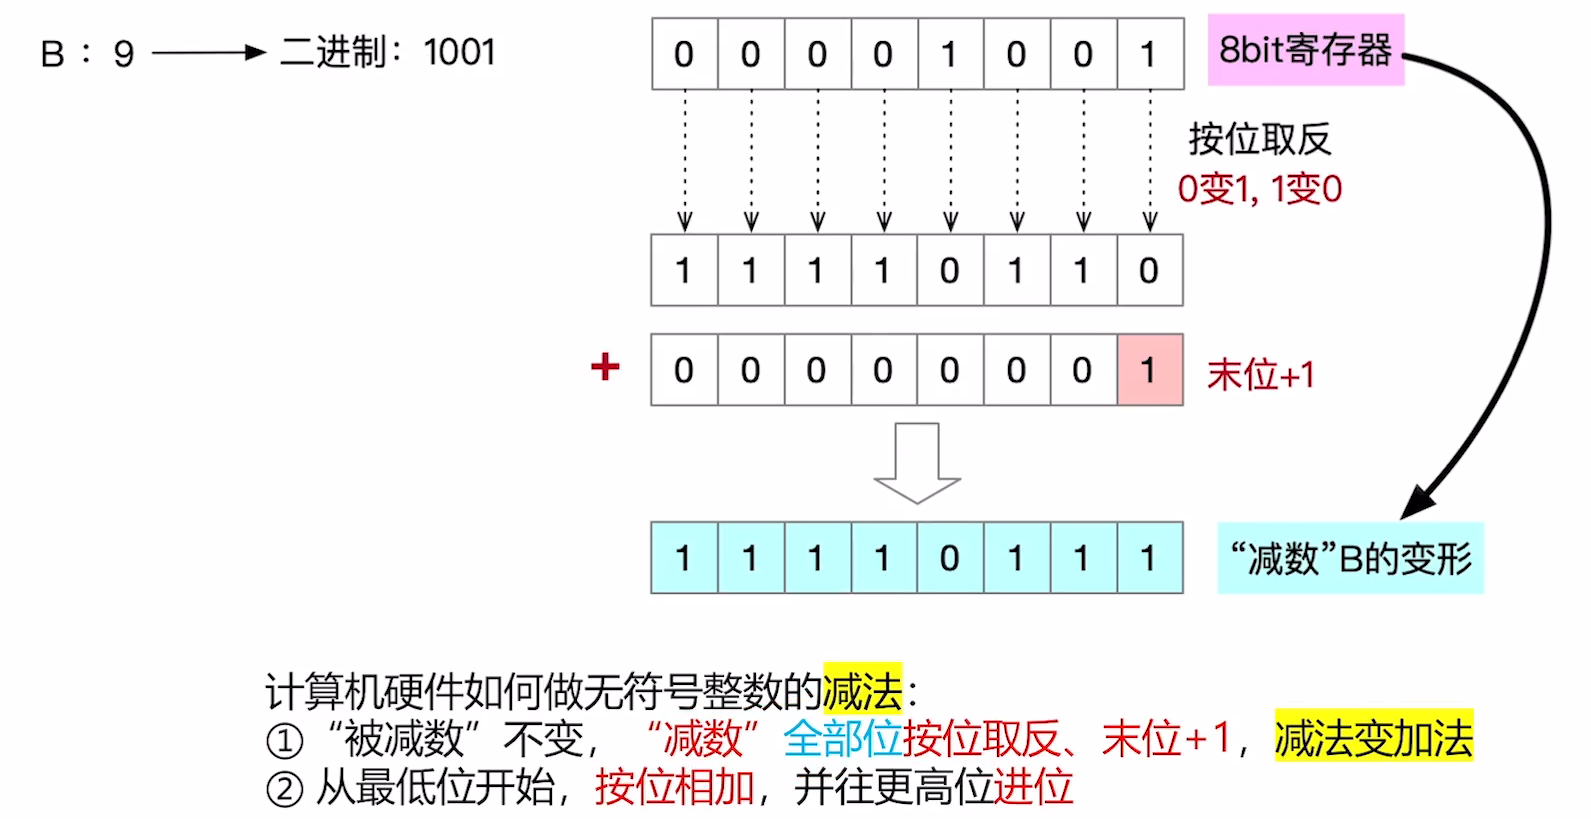 B : 9 二进制：1001
0 0 0 0 1 0 0 1
8bit寄存器
按位取反
0变1, 1变0
1 1 1 1 0 1 1 0
+ 0 0 0 0 0 0 0 1
末位+1
1 1 1 1 0 1 1 1
“减数”B的变形
计算机硬件如何做无符号整数的减法：
①“被减数”不变，“减数”全部位按位取反、末位+1，减法变加法
② 从最低位开始，按位相加，并往更高位进位